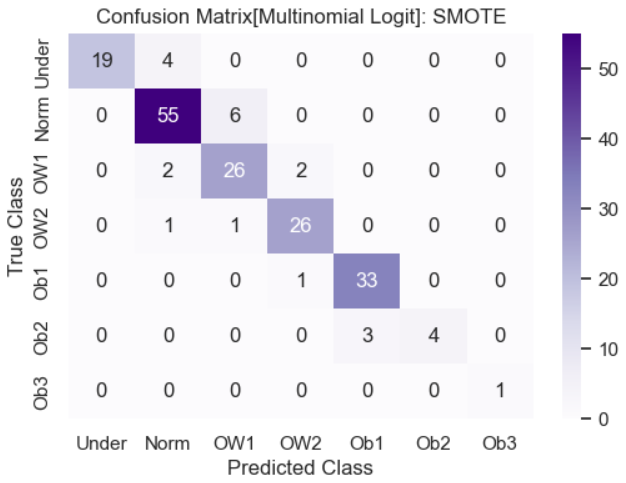 Confusion Matrix[Multinomial Logit]: SMOTE
True Class
Under 19 4 0 0 0 0 0
Norm 0 55 6 0 0 0 0
OW1 0 2 26 2 0 0 0
OW2 0 1 1 26 0 0 0
Ob1 0 0 0 1 33 0 0
Ob2 0 0 0 0 3 4 0
Ob3 0 0 0 0 0 0 1
Under Norm OW1 OW2 Ob1 Ob2 Ob3
Predicted Class
50
40
30
20
10
0